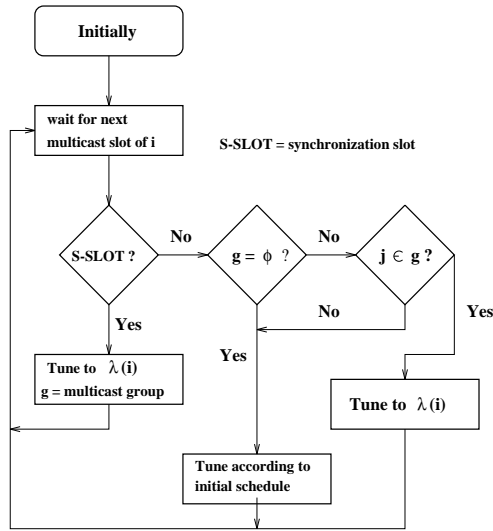 Initially
wait for next
multicast slot of i
S-SLOT = synchronization slot
S-SLOT ?
No
g = ϕ ?
No
j ∈ g ?
Yes
No
Yes
Yes
Tune to λ(i)
g = multicast group
Tune to λ(i)
Tune according to
initial schedule